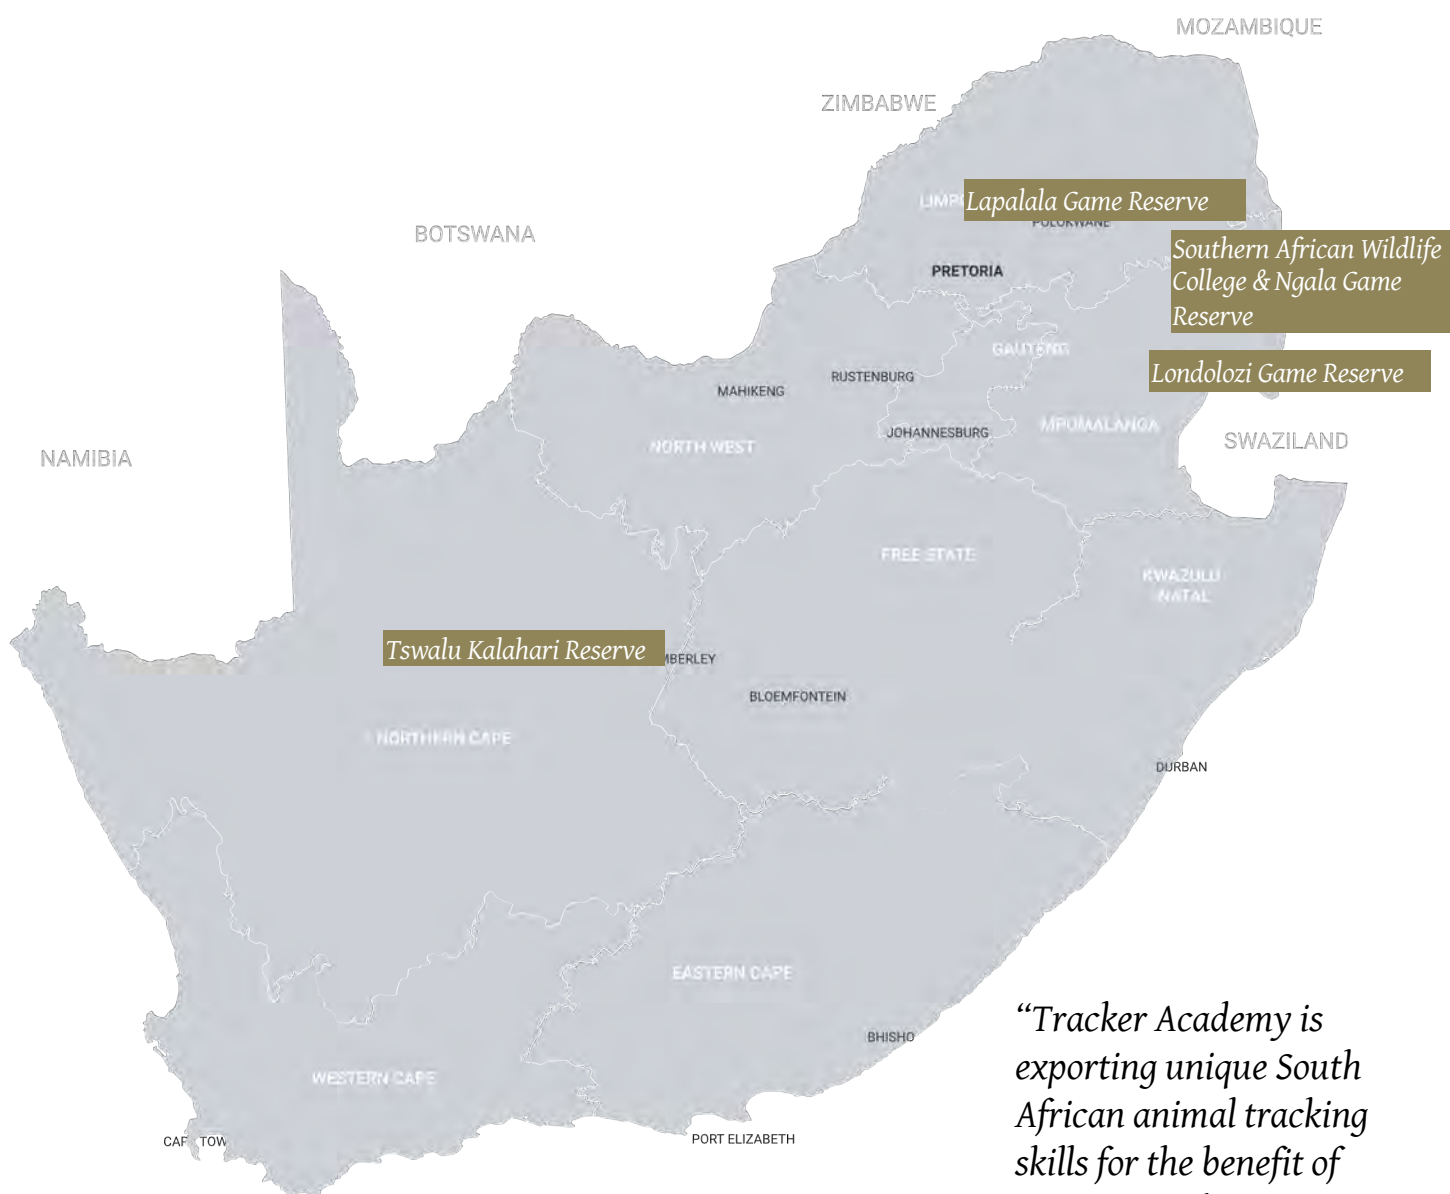 MOZAMBIQUE
ZIMBABWE
Lapalala Game Reserve
POLOKWANE
BOTSWANA
Southern African Wildlife
College & Ngala Game
Reserve
PRETORIA
GAUTENG
Londolozi Game Reserve
RUSTENBURG
MAHIKENG
MPUMALANGA
JOHANNESBURG
SWAZILAND
NORTH WEST
NAMIBIA
FREE STATE
KWAZULU
NATAL
Tswalu Kalahari Reserve
BLOEMFONTEIN
NORTHERN CAPE
DURBAN
EASTERN CAPE
“Tracker Academy is
exporting unique South
African animal tracking
skills for the benefit of
BHISHO
WESTERN CAPE
PORT ELIZABETH